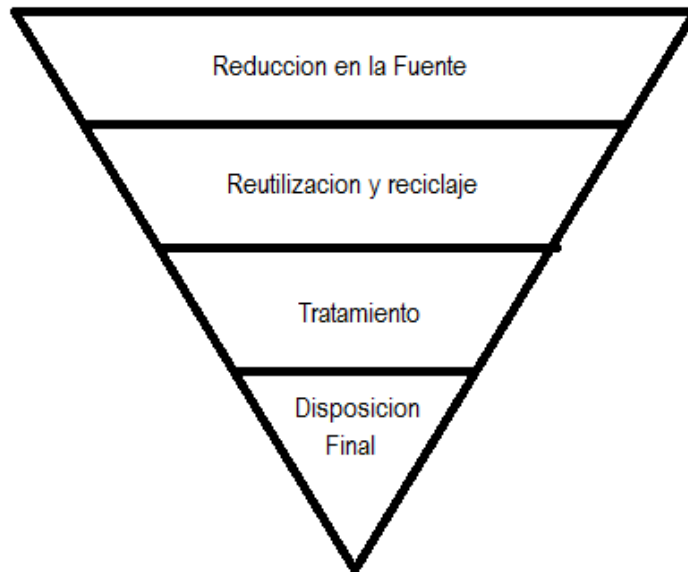 Reduccion en la Fuente
Reutilizacion y reciclaje
Tratamiento
Disposicion
Final